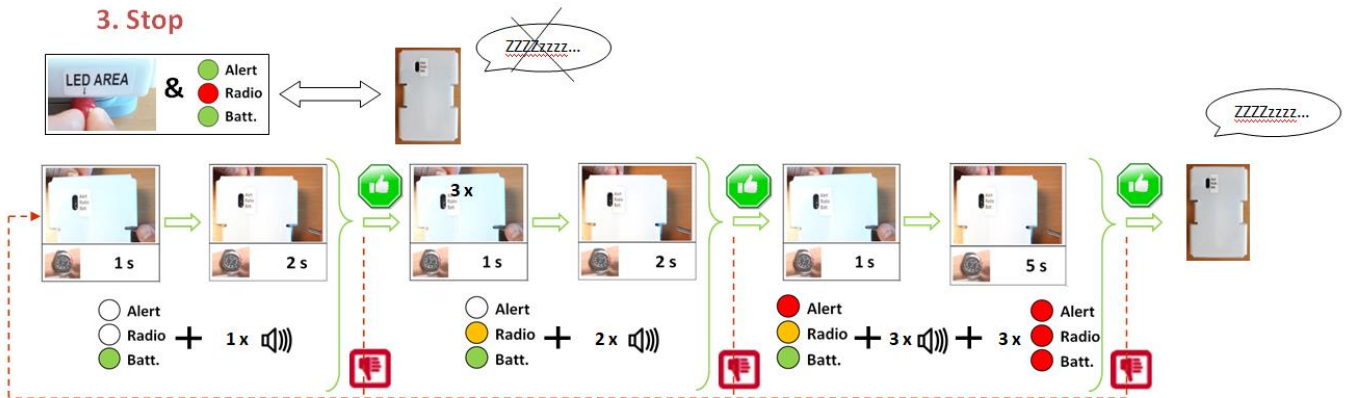 3. Stop
LED AREA
&
Alert
Radio
Batt.
ZZZZzzzz...
ZZZZzzzz...
1 s
2 s
3 x
1 s
2 s
1 s
5 s
Alert
Radio
Batt.
+
1 x
Alert
Radio
Batt.
+
2 x
Alert
Radio
Batt.
+
3 x
+
3 x
Alert
Radio
Batt.